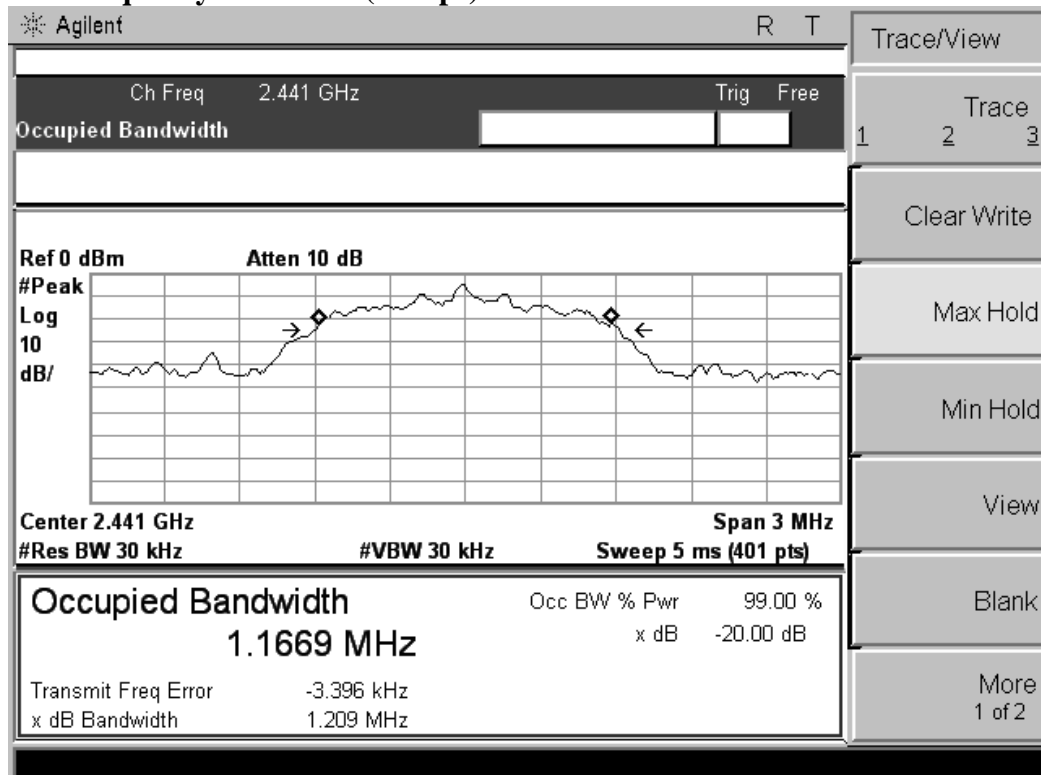 Agilent R T
Ch Freq 2.441 GHz Trig Free
Occupied Bandwidth
Ref 0 dBm Atten 10 dB
#Peak
Log
10
dB/
Center 2.441 GHz Span 3 MHz
#Res BW 30 kHz #VBW 30 kHz Sweep 5 ms (401 pts)
Occupied Bandwidth
1.1669 MHz
Occ BW % Pwr 99.00 %
x dB -20.00 dB
Transmit Freq Error -3.396 kHz
x dB Bandwidth 1.209 MHz
Trace/View
Trace
1 2 3
Clear Write
Max Hold
Min Hold
View
Blank
More
1 of 2